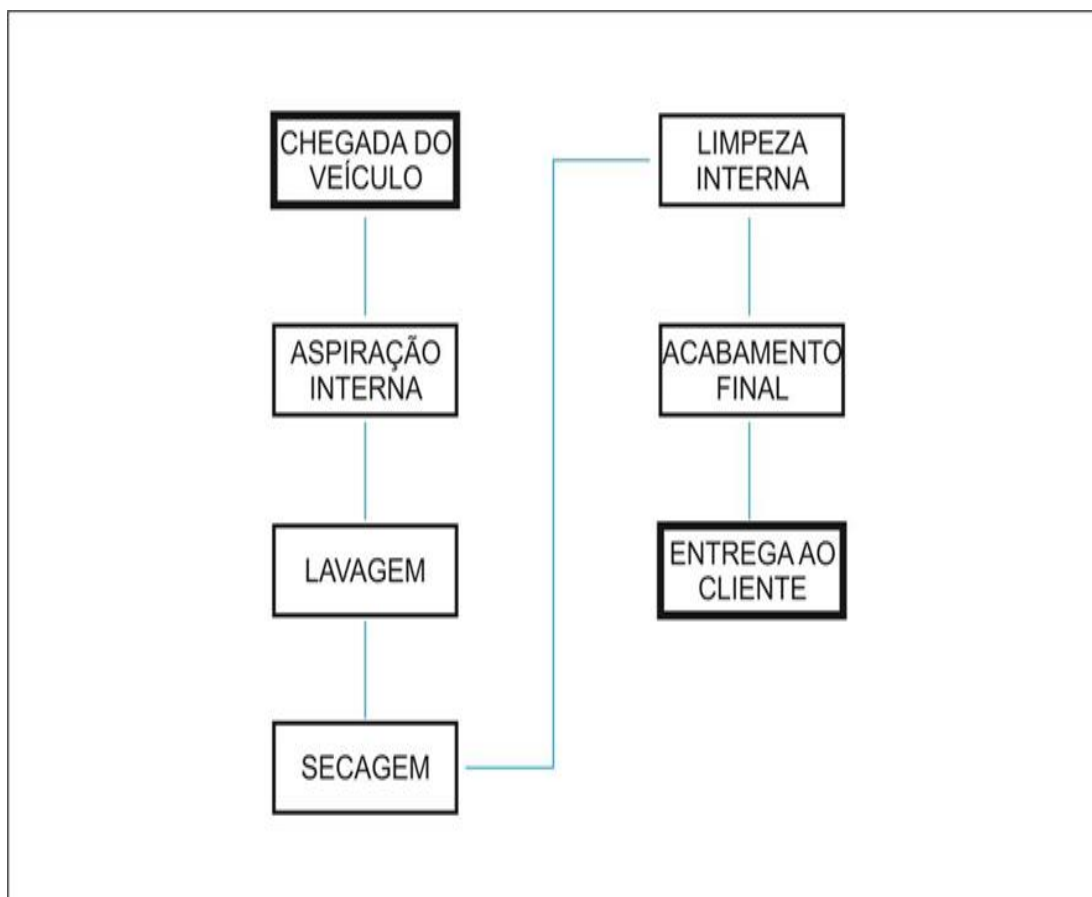 CHEGADA DO
VEÍCULO
ASPIRAÇÃO
INTERNA
LAVAGEM
SECAGEM
LIMPEZA
INTERNA
ACABAMENTO
FINAL
ENTREGA AO
CLIENTE